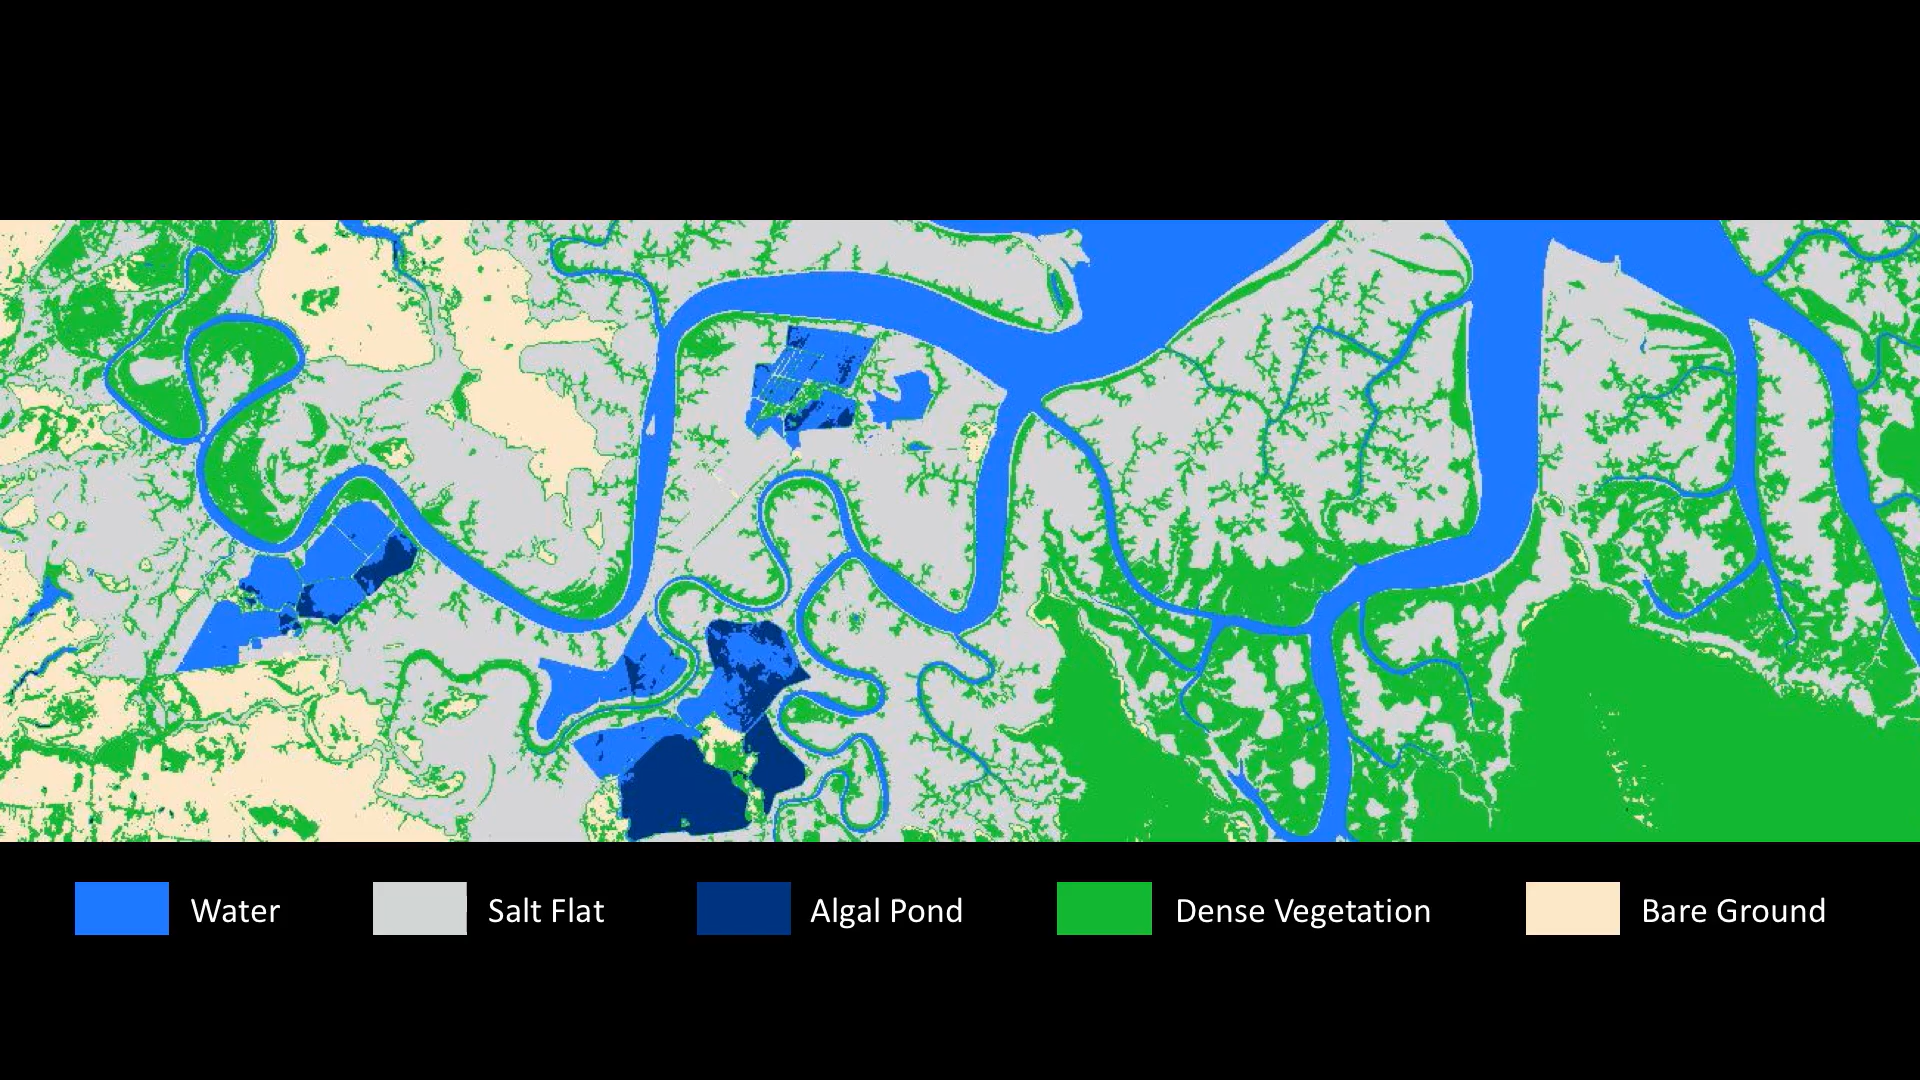 Water
Salt Flat
Algal Pond
Dense Vegetation
Bare Ground